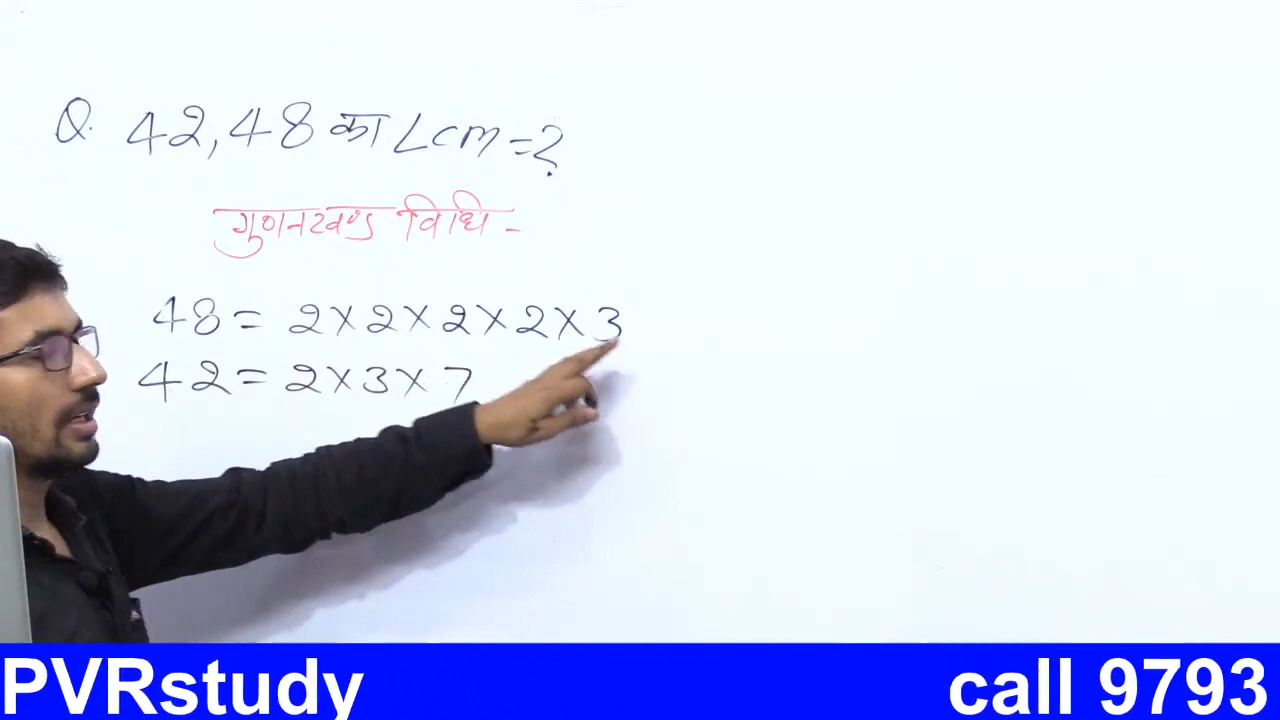 Q. 42, 48 का LCM = ?
गुणनखण्ड विधि -
48 = 2 × 2 × 2 × 2 × 3
42 = 2 × 3 × 7
PVRstudy
call 9793